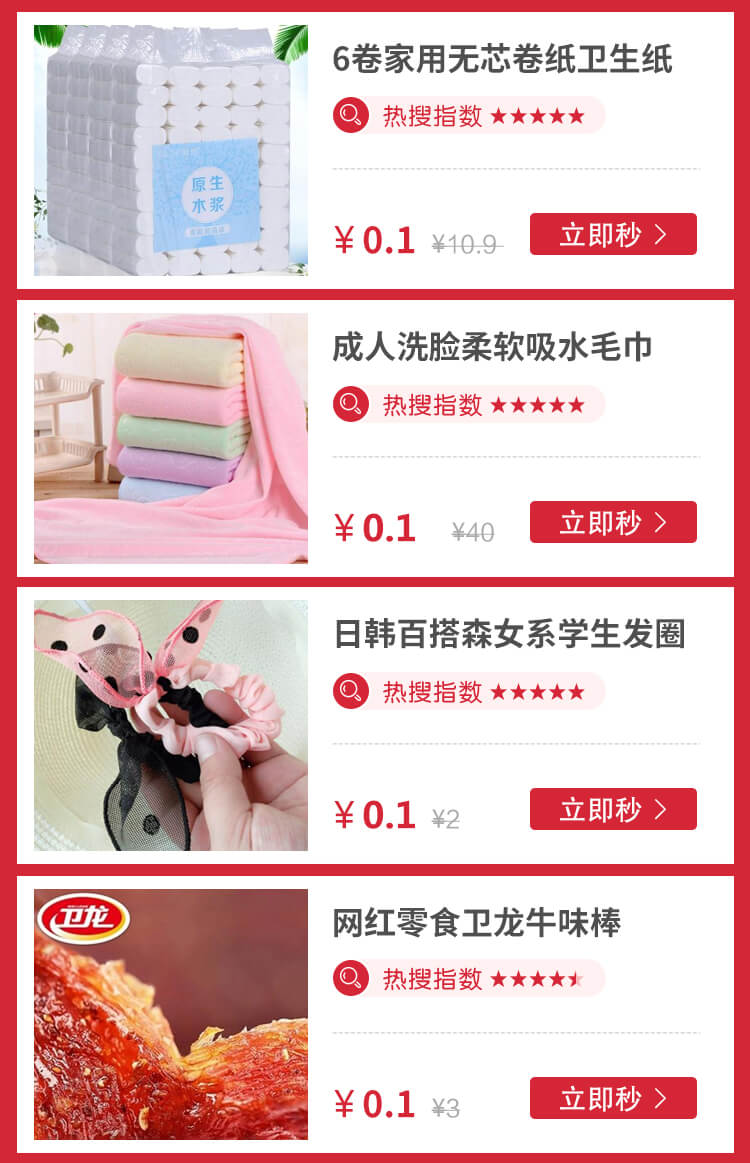 6卷家用无芯卷纸卫生纸
热搜指数 ★★★★★
原生
木浆
¥0.1 ¥10.9
立即秒 >
成人洗脸柔软吸水毛巾
热搜指数 ★★★★★
¥0.1 ¥40
立即秒 >
日韩百搭森女系学生发圈
热搜指数 ★★★★★
¥0.1 ¥2
立即秒 >
卫龙
网红零食卫龙牛味棒
热搜指数
¥0.1 ¥3
立即秒 >